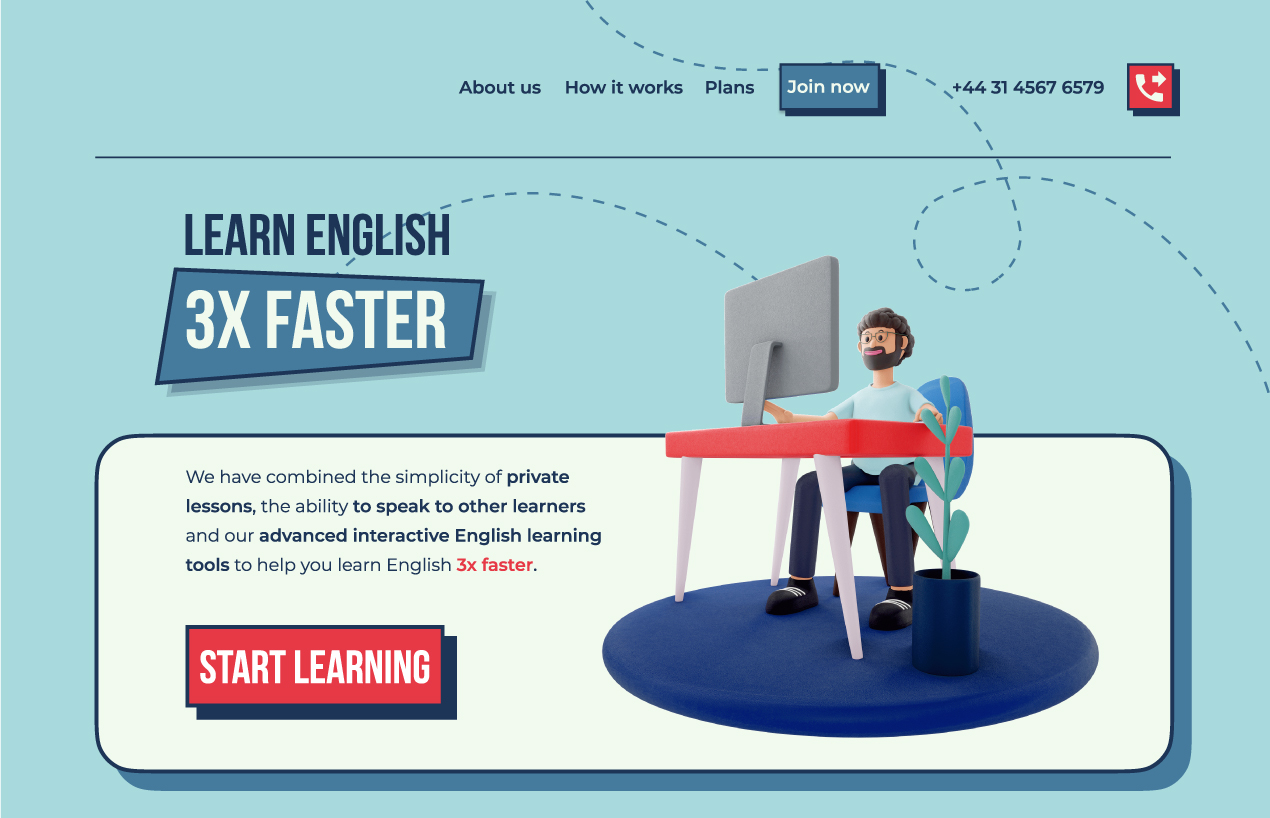 About us How it works Plans Join now +44 31 4567 6579
LEARN ENGLISH
3X FASTER
We have combined the simplicity of private
lessons, the ability to speak to other learners
and our advanced interactive English learning
tools to help you learn English 3x faster.
START LEARNING